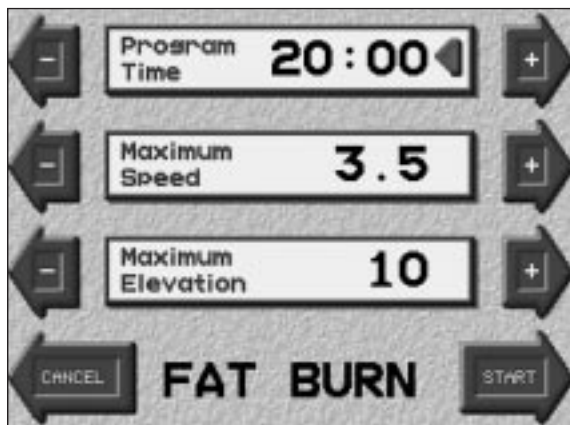 - Program Time 20:00 +
- Maximum Speed 3.5 +
- Maximum Elevation 10 +
CANCEL FAT BURN START